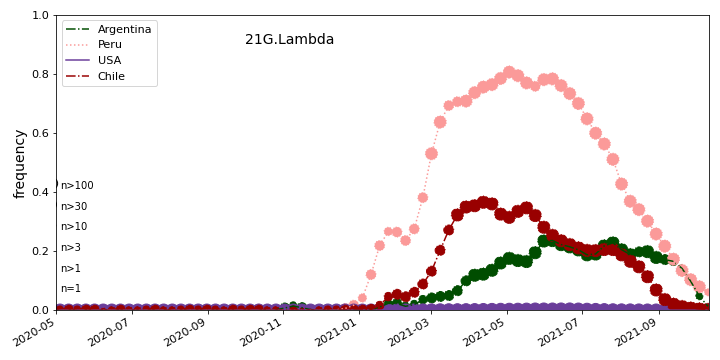 21G.Lambda
Argentina
Peru
USA
Chile
frequency
1.0
0.8
0.6
0.4
0.2
0.0
n>100
n>30
n>10
n>3
n>1
n=1
2020-05
2020-07
2020-09
2020-11
2021-01
2021-03
2021-05
2021-07
2021-09